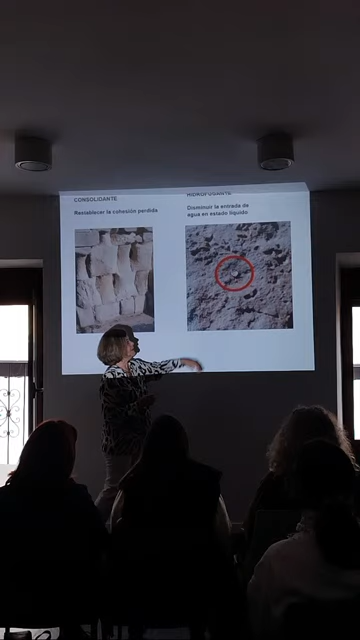 CONSOLIDANTE
Restablecer la cohesión perdida
HIDROFUGANTE
Disminuir la entrada de
agua en estado líquido